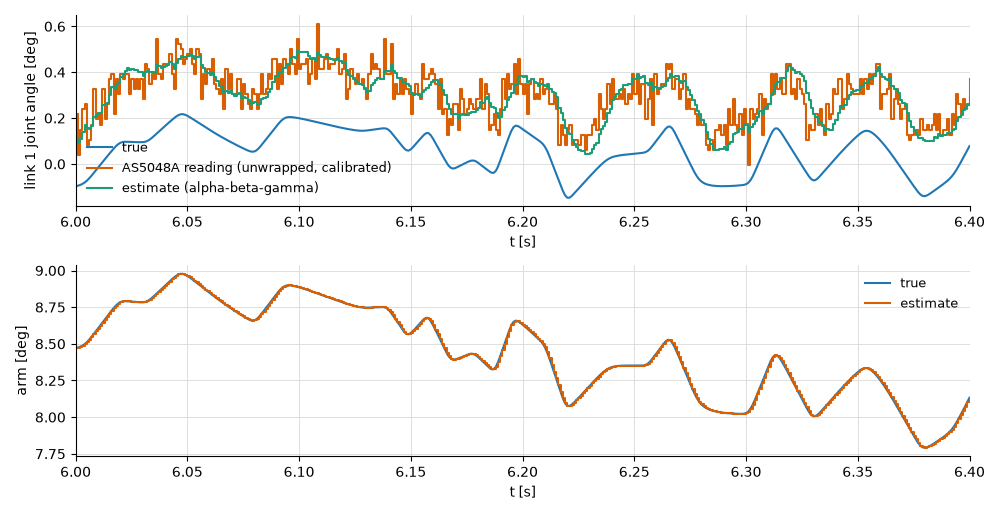 0.6
0.4
0.2
0.0
link 1 joint angle [deg]
true
AS5048A reading (unwrapped, calibrated)
estimate (alpha-beta-gamma)
6.00 6.05 6.10 6.15 6.20 6.25 6.30 6.35 6.40
t [s]
9.00
8.75
8.50
8.25
8.00
7.75
arm [deg]
true
estimate
6.00 6.05 6.10 6.15 6.20 6.25 6.30 6.35 6.40
t [s]